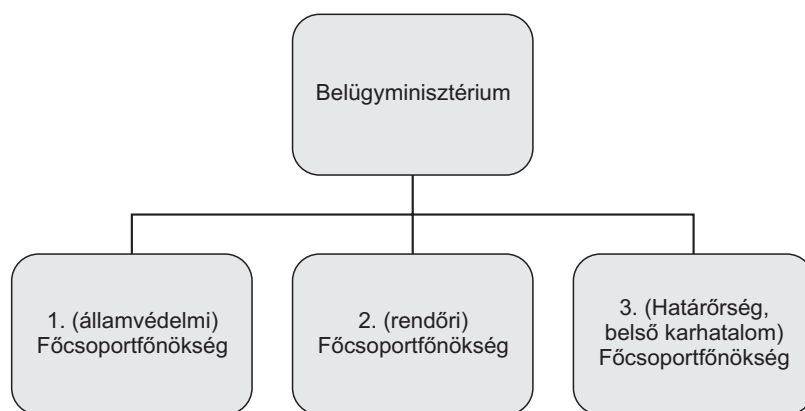 Belügyminisztérium
1. (államvédelmi)
Főcsoportfőnökség
2. (rendőri)
Főcsoportfőnökség
3. (Határőrség,
belső karhatalom)
Főcsoportfőnökség